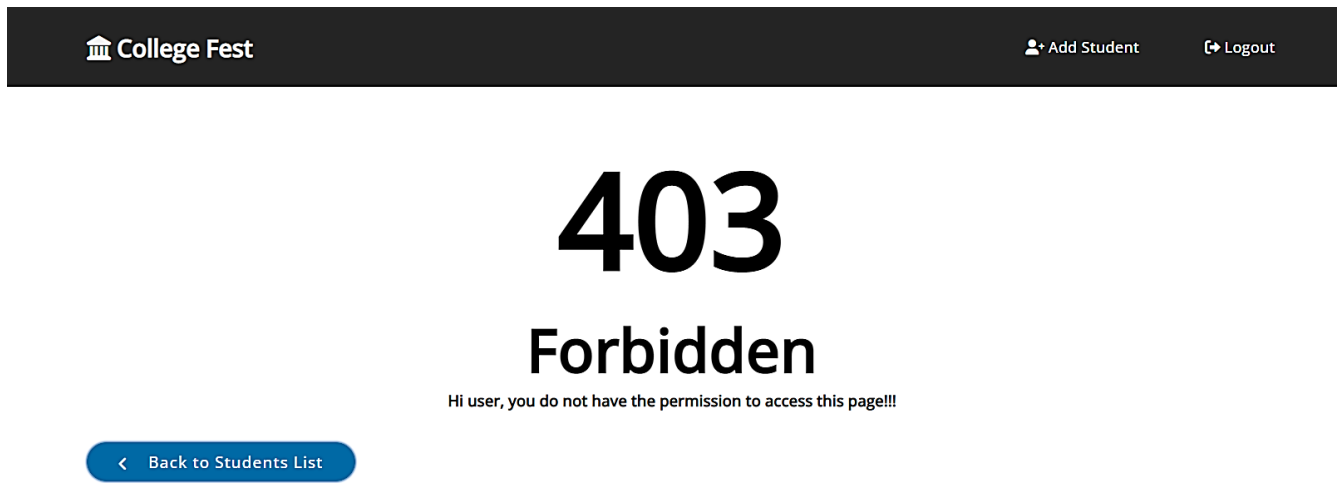 College Fest
Add Student
Logout
403
Forbidden
Hi user, you do not have the permission to access this page!!!
Back to Students List